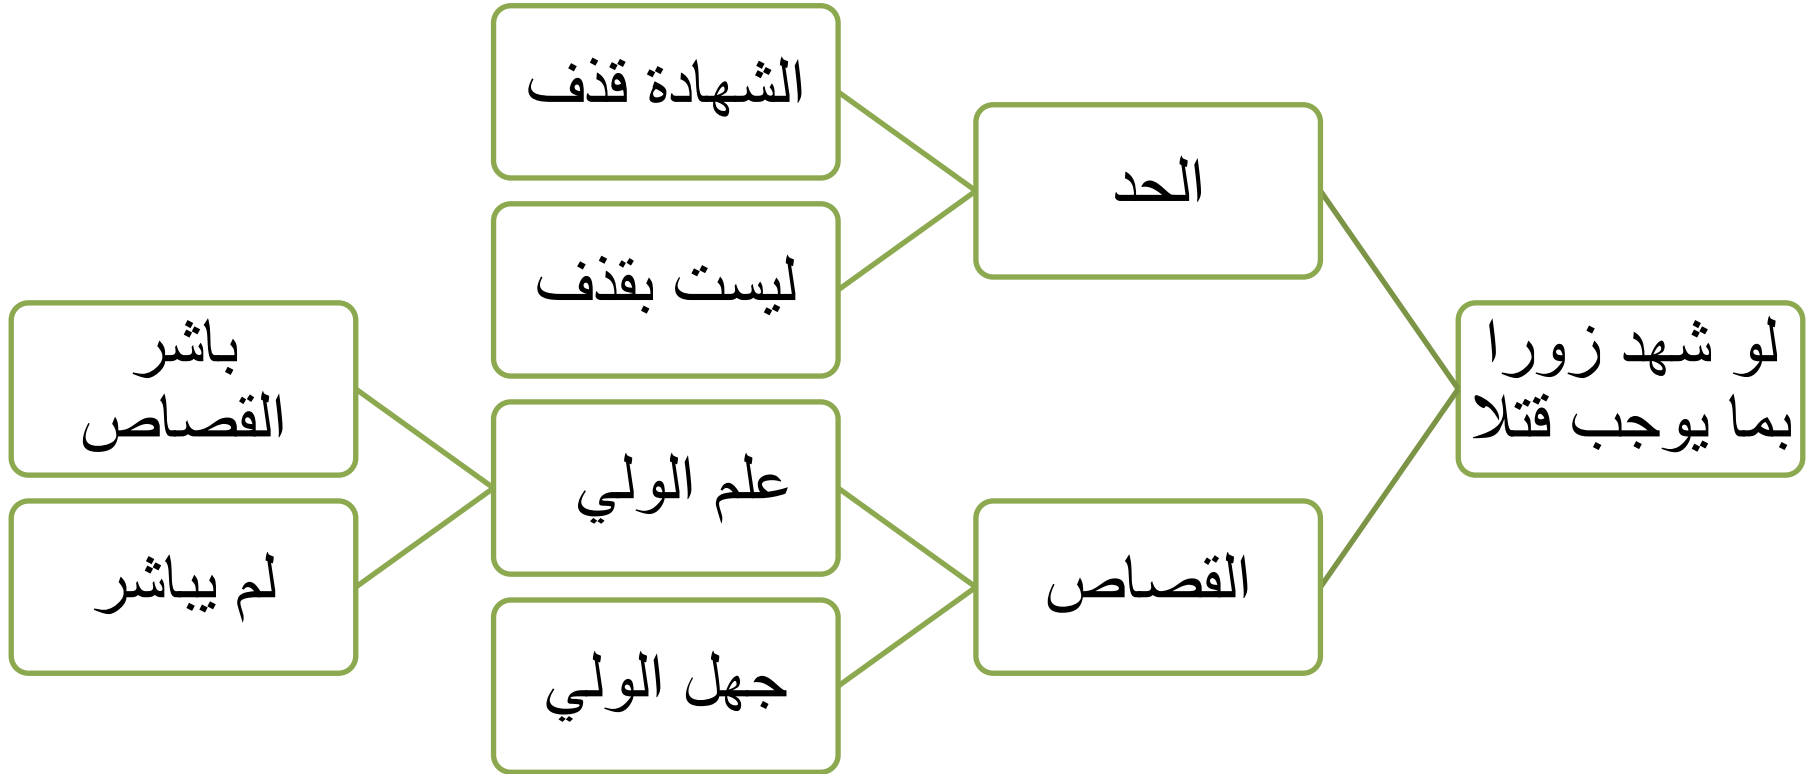 لو شهد زورا
بما يوجب قتلا
الحد
الشهادة قذف
ليست بقذف
القصاص
علم الولي
باشر
القصاص
لم يباشر
جهل الولي